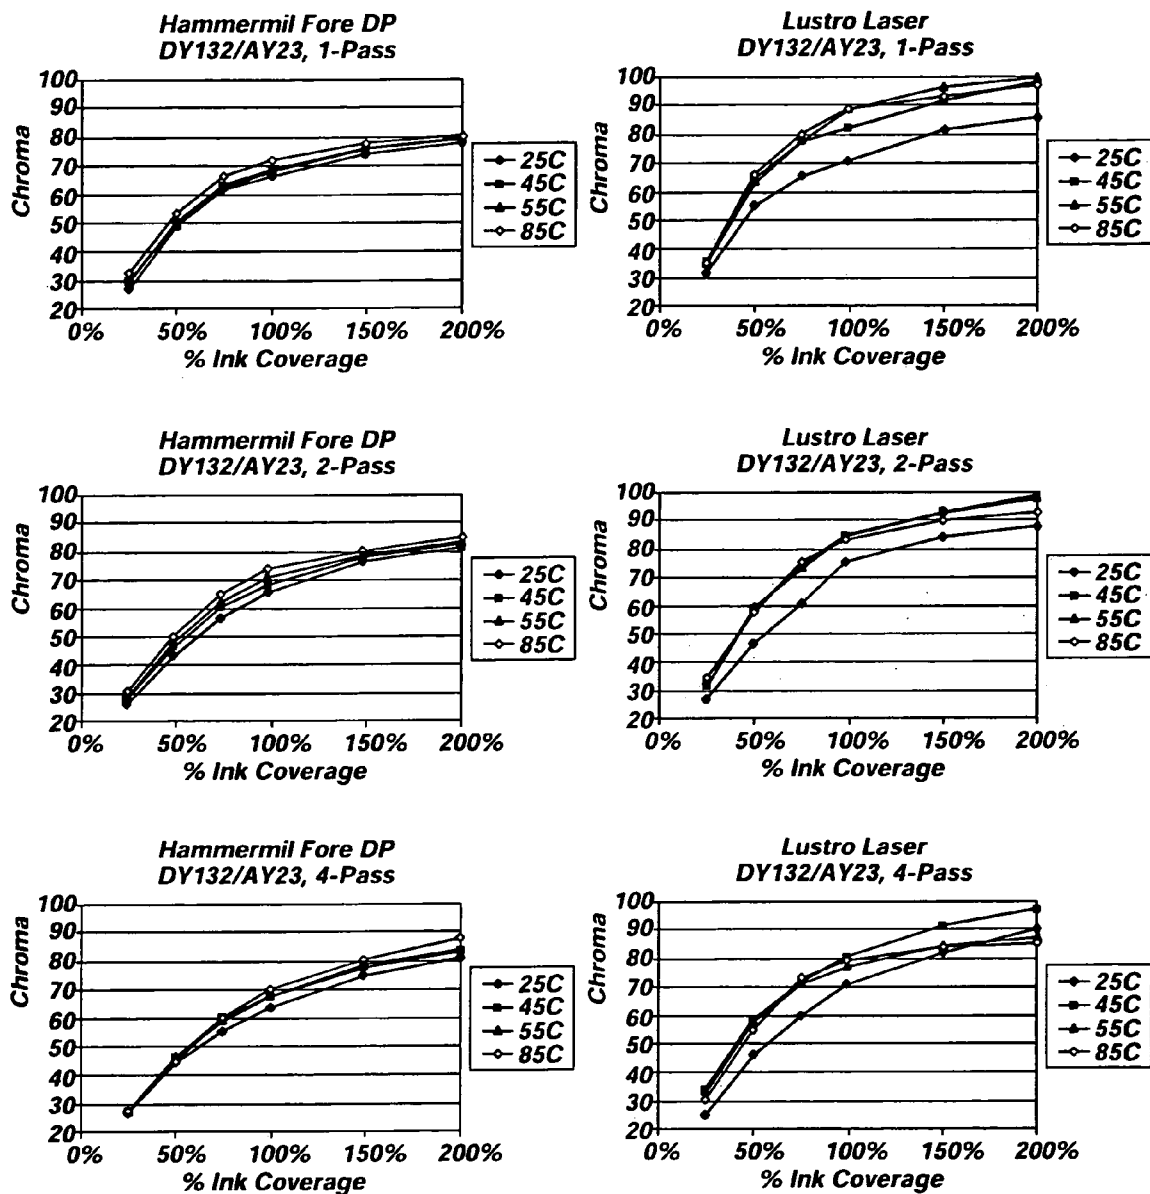 Hammermil Fore DP
DY132/AY23, 1-Pass
Chroma
100
90
80
70
60
50
40
30
20
0% 50% 100% 150% 200%
% Ink Coverage
25C
45C
55C
85C
Lustro Laser
DY132/AY23, 1-Pass
Chroma
100
90
80
70
60
50
40
30
20
0% 50% 100% 150% 200%
% Ink Coverage
25C
45C
55C
85C
Hammermil Fore DP
DY132/AY23, 2-Pass
Chroma
100
90
80
70
60
50
40
30
20
0% 50% 100% 150% 200%
% Ink Coverage
25C
45C
55C
85C
Lustro Laser
DY132/AY23, 2-Pass
Chroma
100
90
80
70
60
50
40
30
20
0% 50% 100% 150% 200%
% Ink Coverage
25C
45C
55C
85C
Hammermil Fore DP
DY132/AY23, 4-Pass
Chroma
100
90
80
70
60
50
40
30
20
0% 50% 100% 150% 200%
% Ink Coverage
25C
45C
55C
85C
Lustro Laser
DY132/AY23, 4-Pass
Chroma
100
90
80
70
60
50
40
30
20
0% 50% 100% 150% 200%
% Ink Coverage
25C
45C
55C
85C